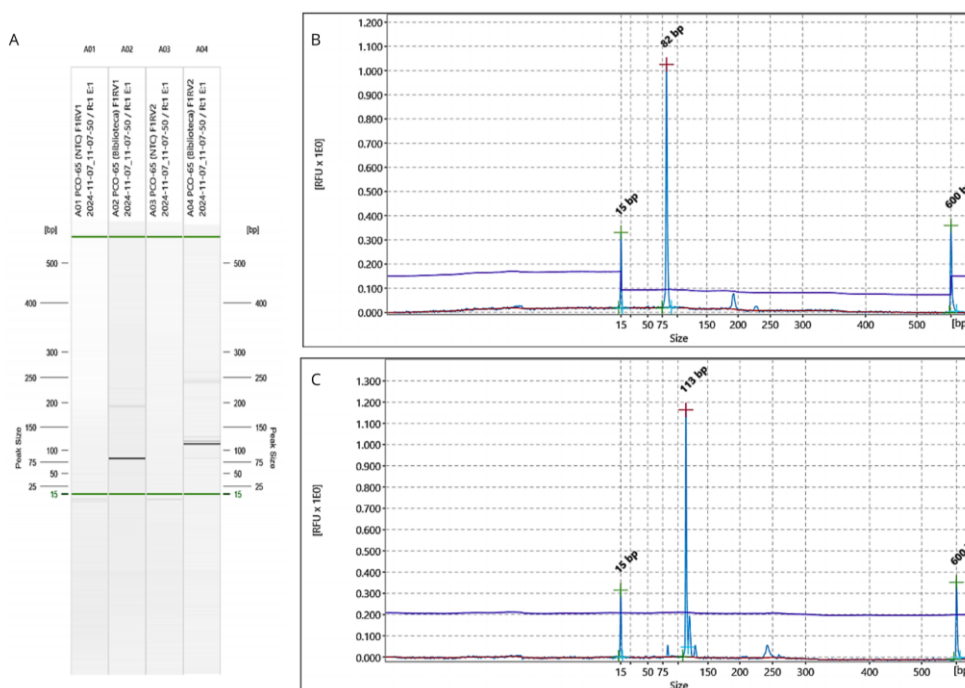 A
A01
A02
A03
A04
A01 PCO-65 (NTC) F1RV1
2024-11-07_11-07-50 / R:1 E:1
A02 PCO-65 (Biblioteca) F1RV1
2024-11-07_11-07-50 / R:1 E:1
A03 PCO-65 (NTC) F1RV2
2024-11-07_11-07-50 / R:1 E:1
A04 PCO-65 (Biblioteca) F1RV2
2024-11-07_11-07-50 / R:1 E:1
[bp]
500
400
300
250
200
150
100
75
50
25
15
Peak Size
[bp]
500
400
300
250
200
150
100
75
50
25
15
Peak Size
B
[RFU x 1E0]
1.200
1.100
1.000
0.900
0.800
0.700
0.600
0.500
0.400
0.300
0.200
0.100
0.000
15 bp
82 bp
600 b
15 50 75 100 150 200 250 300 400 500 [bp
Size
C
[RFU x 1E0]
1.300
1.200
1.100
1.000
0.900
0.800
0.700
0.600
0.500
0.400
0.300
0.200
0.100
0.000
15 bp
113 bp
600
15 50 75 100 150 200 250 300 400 500 [bp
Size